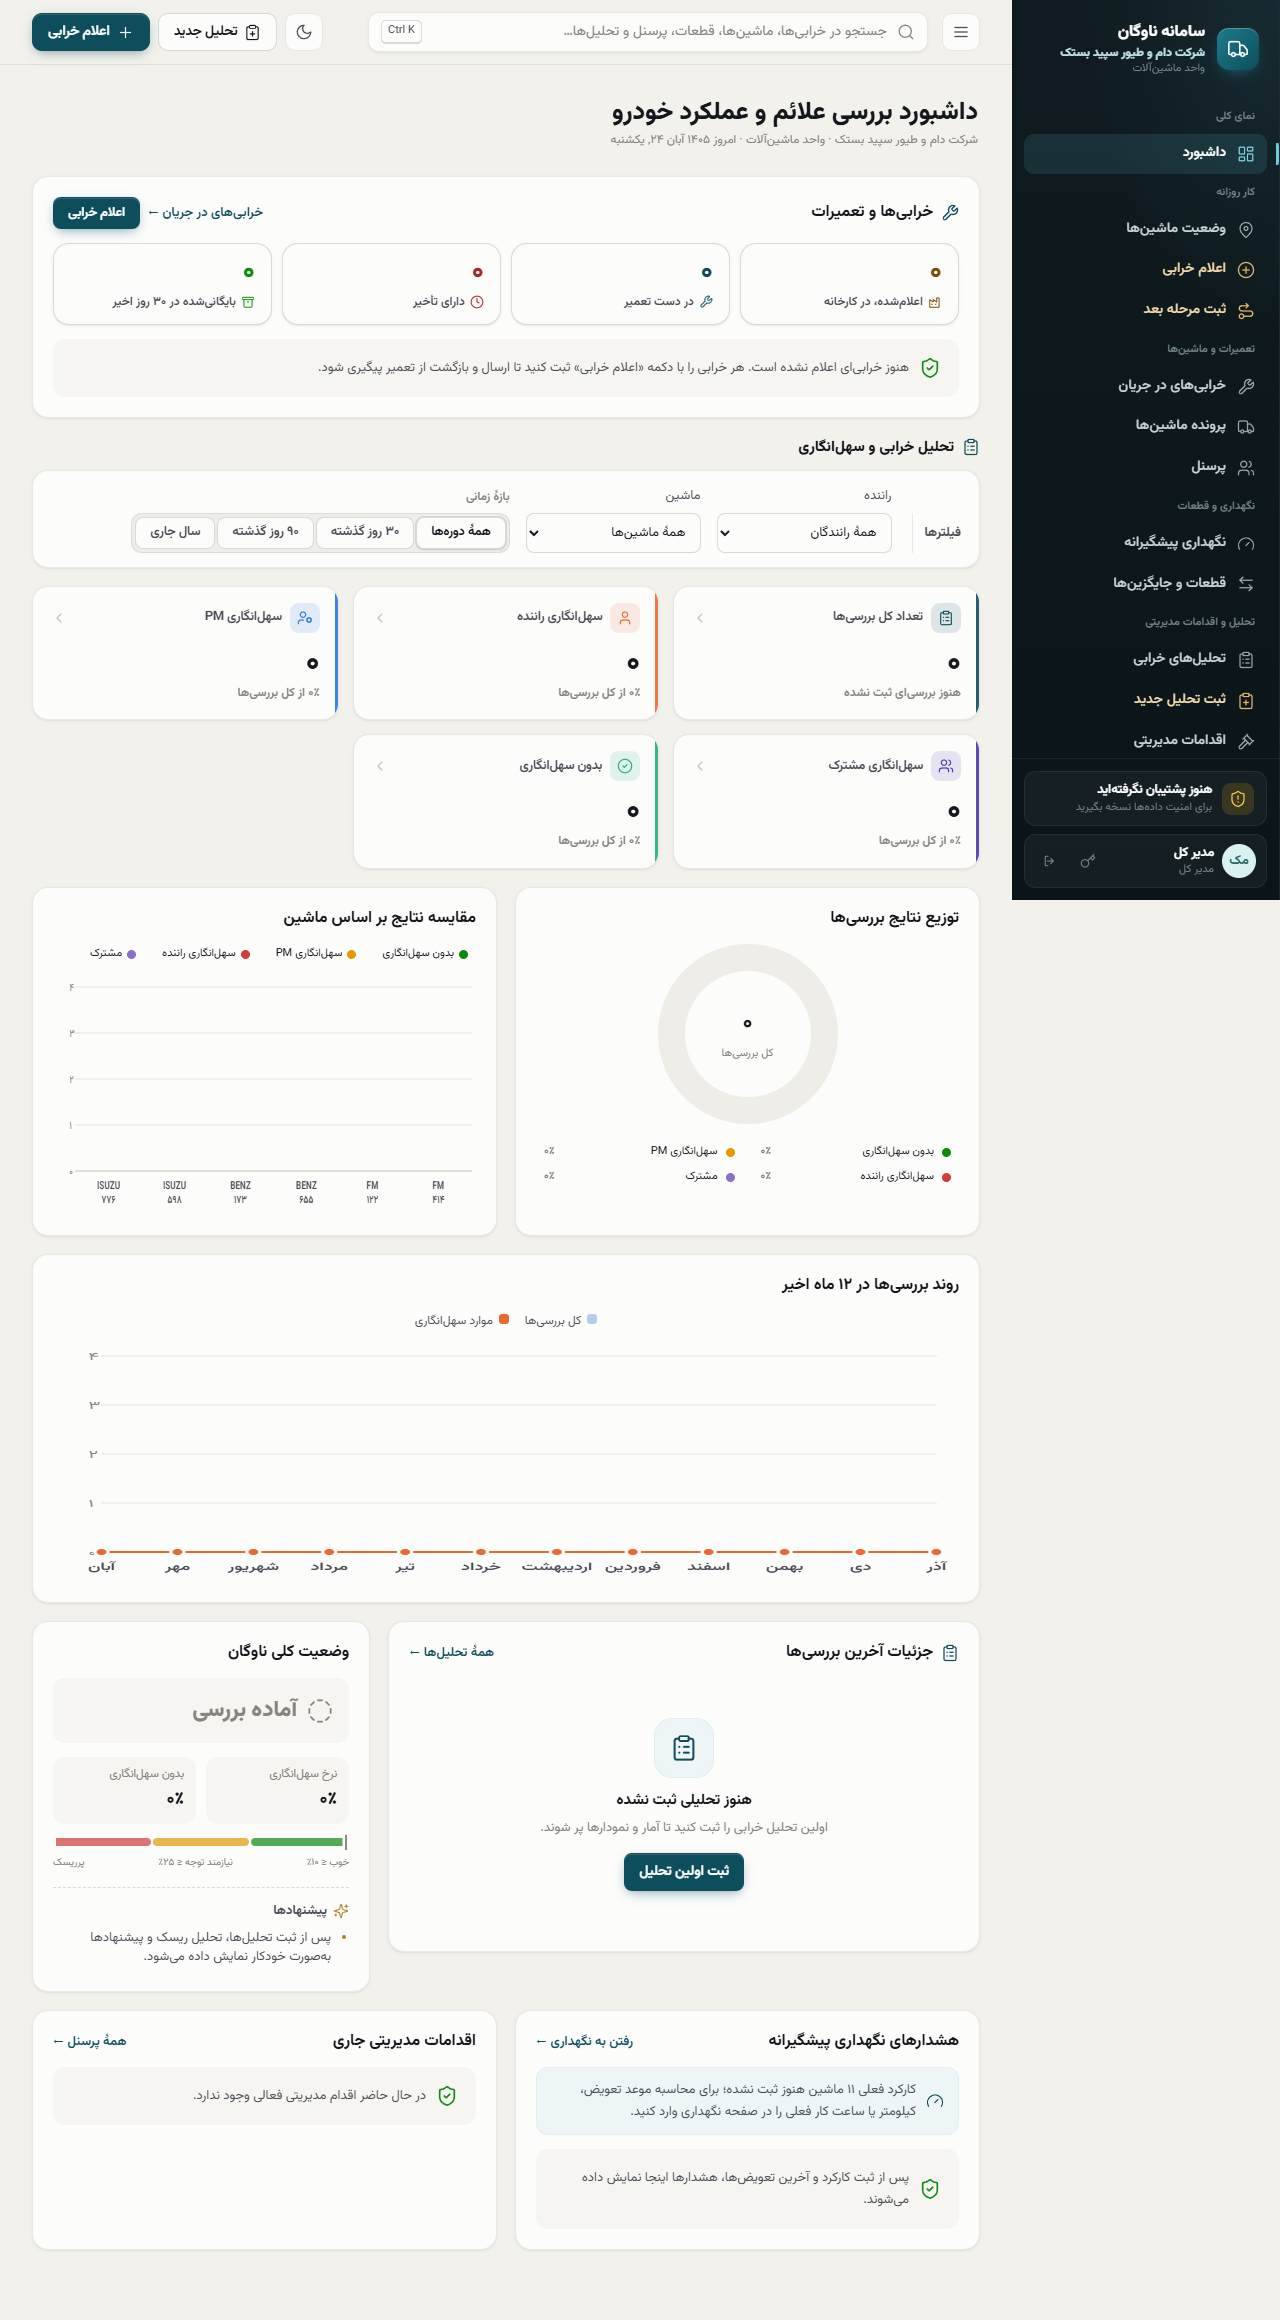 سامانه ناوگان
شرکت دام و طیور سپید بستک
واحد ماشین‌آلات
نمای کلی
داشبورد
کار روزانه
وضعیت ماشین‌ها
اعلام خرابی
ثبت مرحله بعد
تعمیرات و ماشین‌ها
خرابی‌های در جریان
پرونده ماشین‌ها
پرسنل
نگهداری و قطعات
نگهداری پیشگیرانه
قطعات و جایگزین‌ها
تحلیل و اقدامات مدیریتی
تحلیل‌های خرابی
ثبت تحلیل جدید
اقدامات مدیریتی
هنوز پشتیبان نگرفته‌اید
برای امنیت داده‌ها نسخه بگیرید
مک
مدیر کل
مدیر کل
جستجو در خرابی‌ها، ماشین‌ها، قطعات، پرسنل و تحلیل‌ها…
Ctrl K
تحلیل جدید
اعلام خرابی
داشبورد بررسی علائم و عملکرد خودرو
شرکت دام و طیور سپید بستک · واحد ماشین‌آلات · امروز ۱۴۰۵ آبان ۲۴, یکشنبه
خرابی‌ها و تعمیرات
خرابی‌های در جریان ←
اعلام خرابی
۰
اعلام‌شده، در کارخانه
۰
در دست تعمیر
۰
دارای تأخیر
۰
بایگانی‌شده در ۳۰ روز اخیر
هنوز خرابی‌ای اعلام نشده است. هر خرابی را با دکمه «اعلام خرابی» ثبت کنید تا ارسال و بازگشت از تعمیر پیگیری شود.
تحلیل خرابی و سهل‌انگاری
فیلترها
راننده
همهٔ رانندگان
ماشین
همهٔ ماشین‌ها
بازهٔ زمانی
همهٔ دوره‌ها
۳۰ روز گذشته
۹۰ روز گذشته
سال جاری
تعداد کل بررسی‌ها
۰
هنوز بررسی‌ای ثبت نشده
سهل‌انگاری راننده
۰
۰٪ از کل بررسی‌ها
سهل‌انگاری PM
۰
۰٪ از کل بررسی‌ها
سهل‌انگاری مشترک
۰
۰٪ از کل بررسی‌ها
بدون سهل‌انگاری
۰
۰٪ از کل بررسی‌ها
توزیع نتایج بررسی‌ها
۰
کل بررسی‌ها
بدون سهل‌انگاری ۰٪
سهل‌انگاری PM ۰٪
سهل‌انگاری راننده ۰٪
مشترک ۰٪
مقایسه نتایج بر اساس ماشین
بدون سهل‌انگاری
سهل‌انگاری PM
سهل‌انگاری راننده
مشترک
۴
۳
۲
۱
۰
FM ۴۱۴
FM ۱۲۲
BENZ ۶۵۵
BENZ ۱۷۳
ISUZU ۵۹۸
ISUZU ۷۷۶
روند بررسی‌ها در ۱۲ ماه اخیر
کل بررسی‌ها
موارد سهل‌انگاری
۴
۳
۲
۱
۰
آذر
دی
بهمن
اسفند
فروردین
اردیبهشت
خرداد
تیر
مرداد
شهریور
مهر
آبان
جزئیات آخرین بررسی‌ها
همهٔ تحلیل‌ها ←
هنوز تحلیلی ثبت نشده
اولین تحلیل خرابی را ثبت کنید تا آمار و نمودارها پر شوند.
ثبت اولین تحلیل
وضعیت کلی ناوگان
آماده بررسی
نرخ سهل‌انگاری
۰٪
بدون سهل‌انگاری
۰٪
خوب ≤ ۱۰٪
نیازمند توجه ≤ ۲۵٪
پرریسک
پیشنهادها
پس از ثبت تحلیل‌ها، تحلیل ریسک و پیشنهادها
به‌صورت خودکار نمایش داده می‌شود.
هشدارهای نگهداری پیشگیرانه
رفتن به نگهداری ←
کارکرد فعلی ۱۱ ماشین هنوز ثبت نشده؛ برای محاسبه موعد تعویض،
کیلومتر یا ساعت کار فعلی را در صفحه نگهداری وارد کنید.
پس از ثبت کارکرد و آخرین تعویض‌ها، هشدارها اینجا نمایش داده
می‌شوند.
اقدامات مدیریتی جاری
همهٔ پرسنل ←
در حال حاضر اقدام مدیریتی فعالی وجود ندارد.